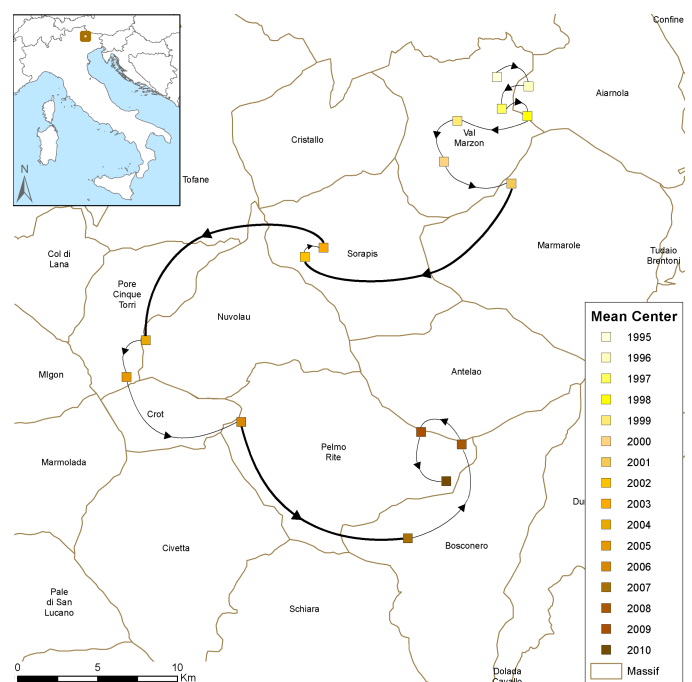 Confine
Aiarnola
Cristallo
Val
Marzon
N
Tofane
Marmarole
Tudaio
Brentoni
Sorapis
Col di
Lana
Pore
Cinque
Torri
Nuvolau
Mean Center
1995
1996
1997
1998
1999
2000
2001
2002
2003
2004
2005
2006
2007
2008
2009
2010
Massif
MIgon
Antelao
Crot
Pelmo
Rite
Marmolada
Du
Civetta
Bosconero
Pale
di San
Lucano
Schiara
0 5 10
Km
Dolada
Cavallo